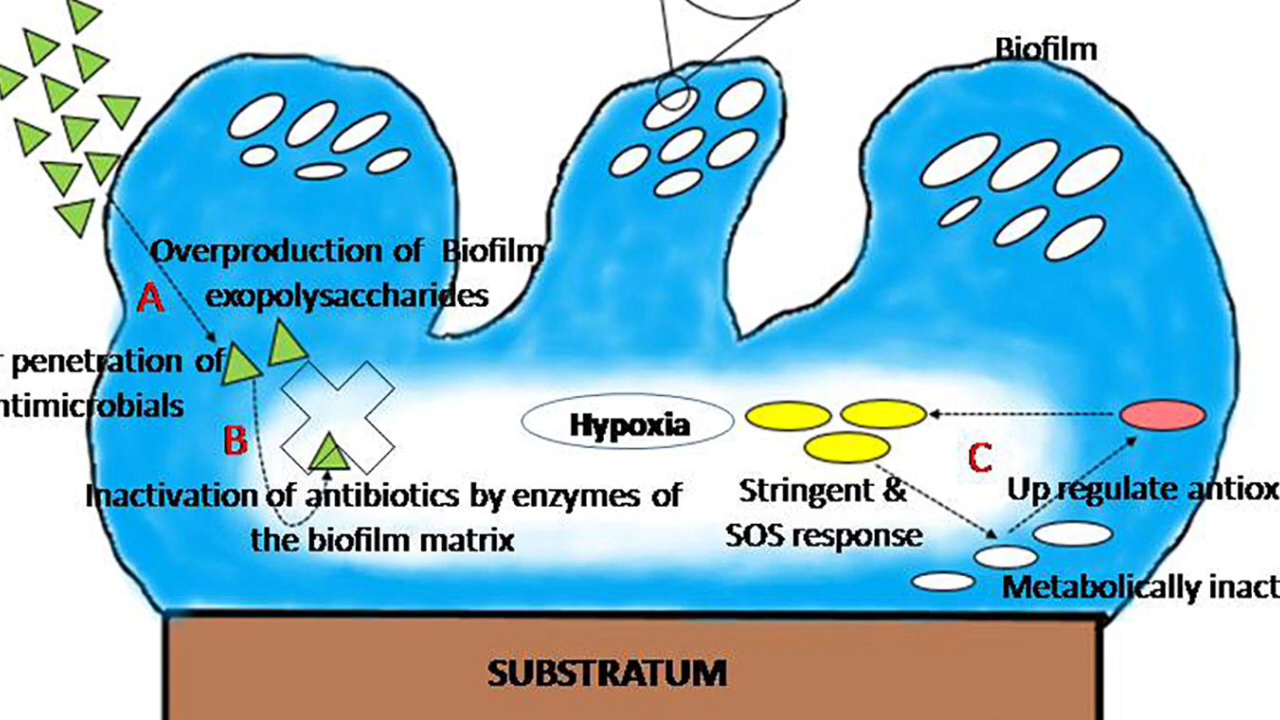 Biofilm
Overproduction of Biofilm
exopolysaccharides
A
penetration of
ntimicrobials
B
Hypoxia
C
Inactivation of antibiotics by enzymes of
the biofilm matrix
Stringent &
SOS response
Up regulate antiox
Metabolically inact
SUBSTRATUM